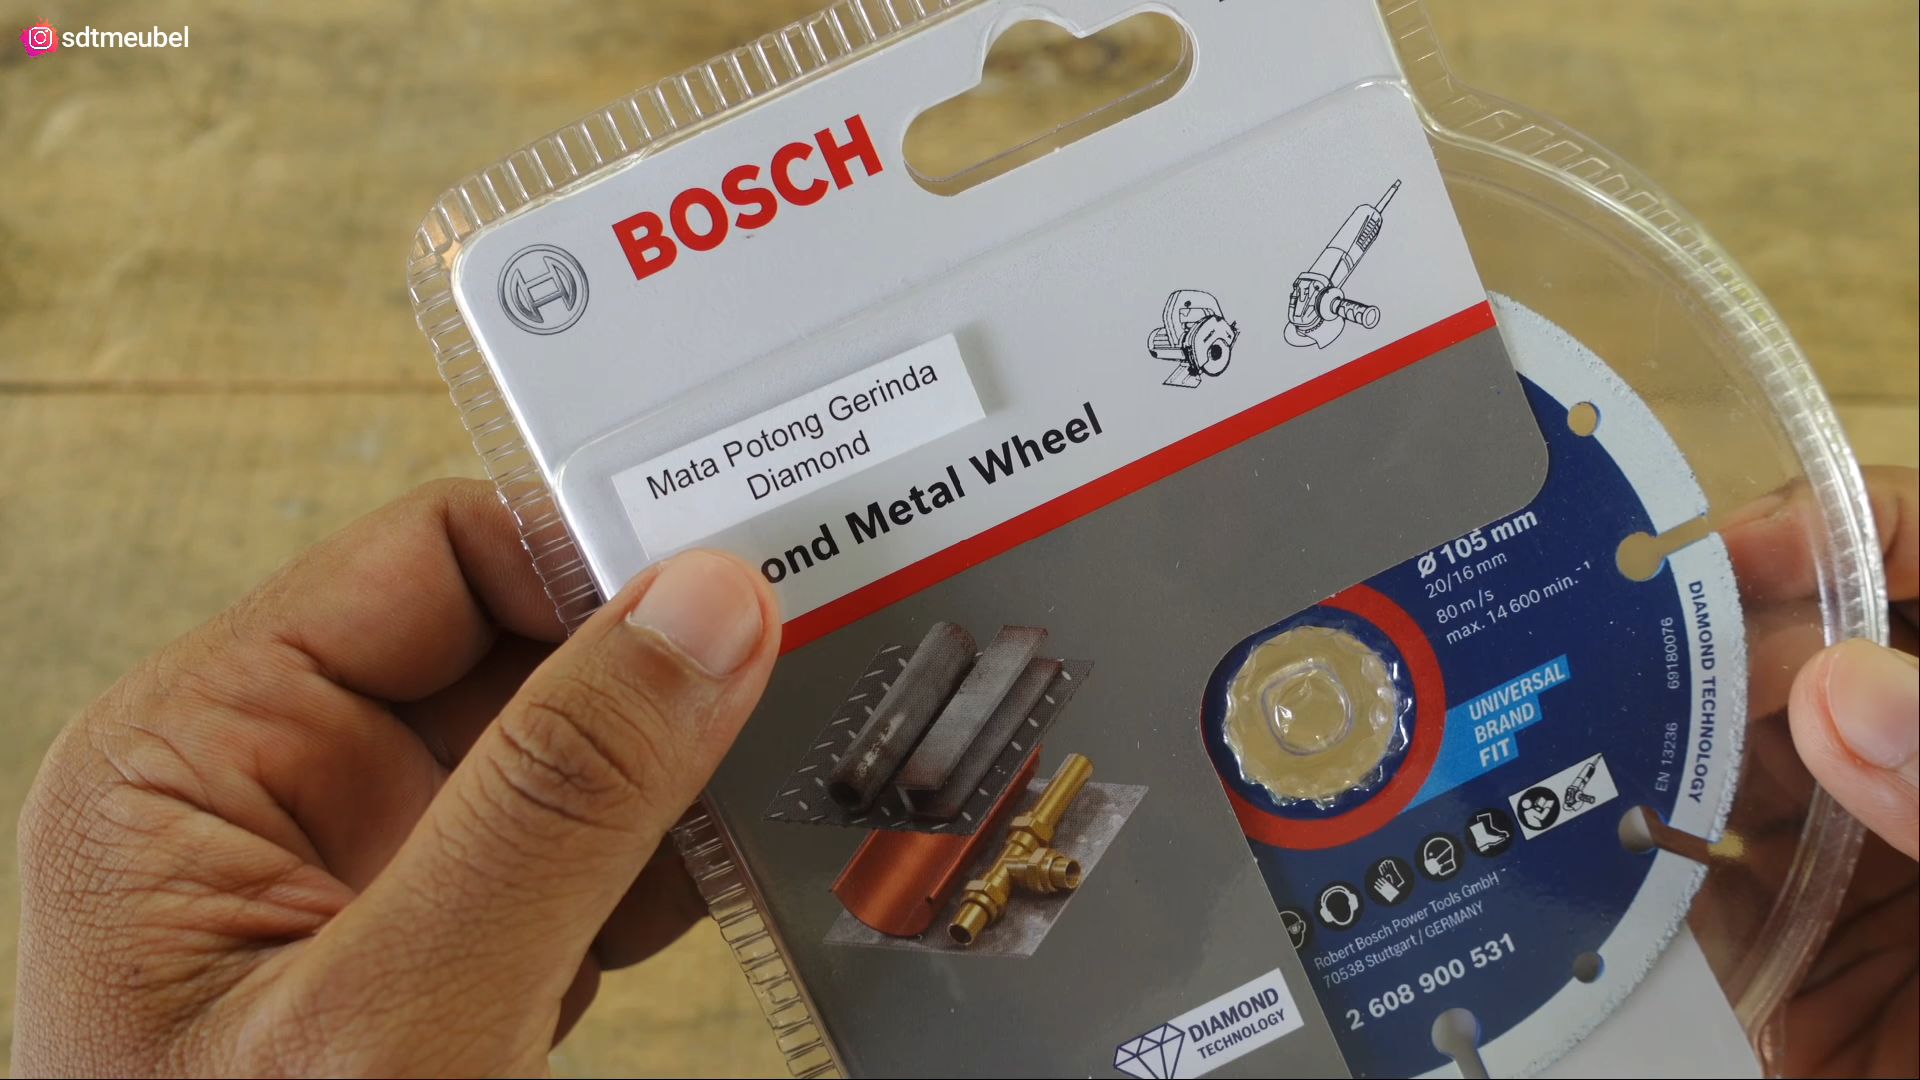 sdtmeubel
BOSCH
Mata Potong Gerinda
Diamond
ond Metal Wheel
Ø 105 mm
20/16 mm
80 m/s
max. 14 600 min.⁻¹
UNIVERSAL
BRAND
FIT
EN 13236 69180076
DIAMOND TECHNOLOGY
Robert Bosch Power Tools GmbH
70538 Stuttgart / GERMANY
2 608 900 531
DIAMOND
TECHNOLOGY